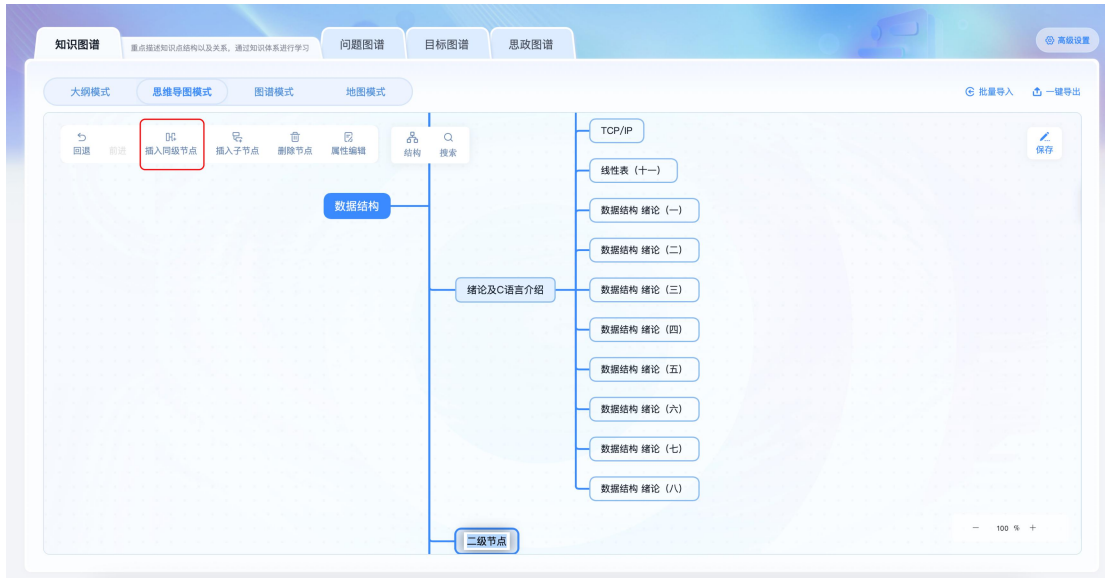 知识图谱
重点描述知识点结构以及关系，通过知识体系进行学习
问题图谱
目标图谱
思政图谱
高级设置
大纲模式
思维导图模式
图谱模式
地图模式
批量导入
一键导出
回退
前进
插入同级节点
插入子节点
删除节点
属性编辑
结构
搜索
保存
TCP/IP
线性表（十一）
数据结构
数据结构 绪论（一）
数据结构 绪论（二）
绪论及C语言介绍
数据结构 绪论（三）
数据结构 绪论（四）
数据结构 绪论（五）
数据结构 绪论（六）
数据结构 绪论（七）
数据结构 绪论（八）
二级节点
－ 100 % ＋